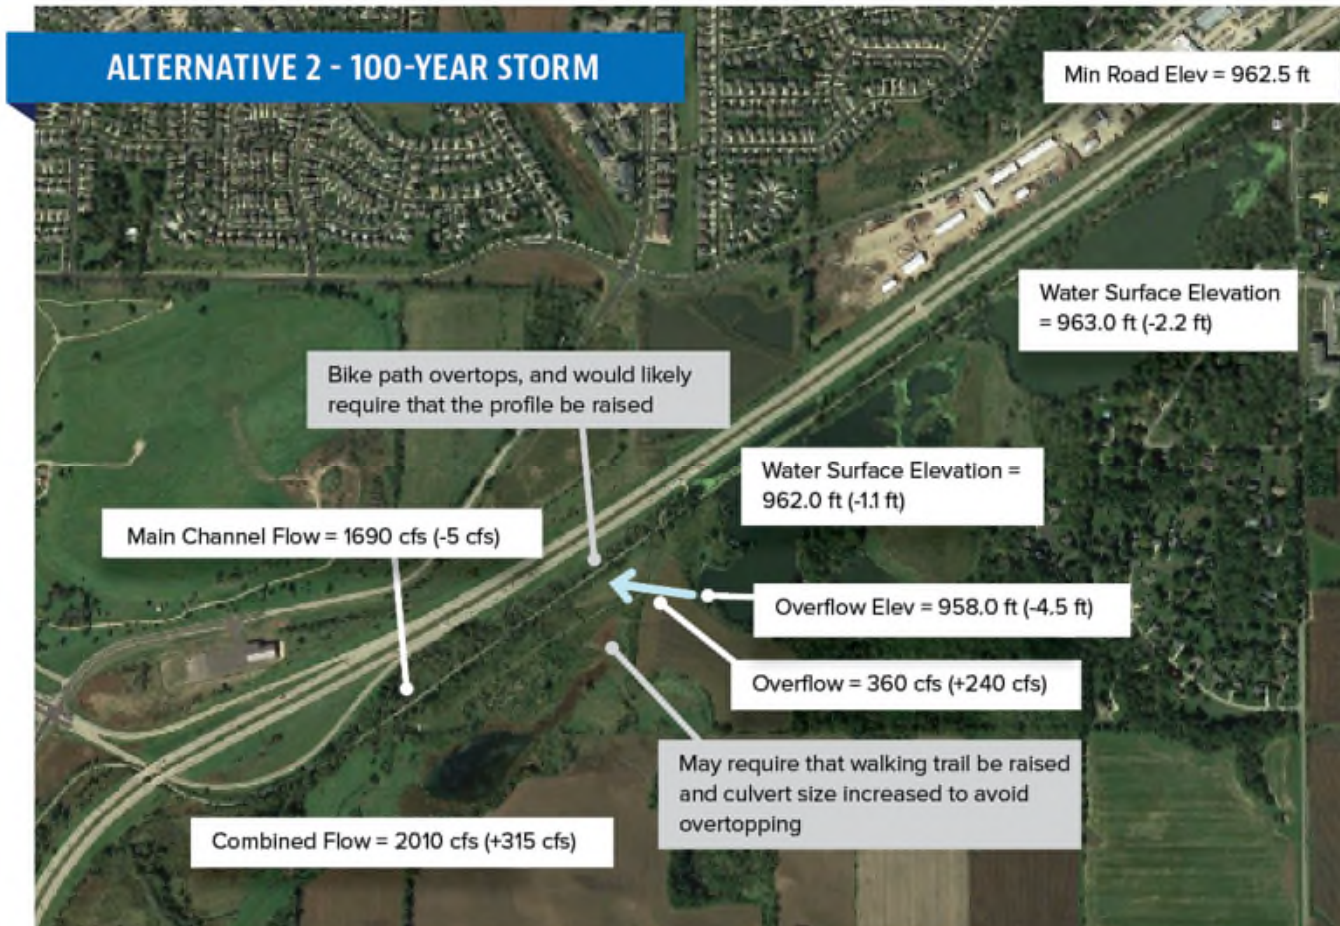 ALTERNATIVE 2 - 100-YEAR STORM
Min Road Elev = 962.5 ft
Water Surface Elevation
= 963.0 ft (-2.2 ft)
Bike path overtops, and would likely
require that the profile be raised
Water Surface Elevation =
962.0 ft (-1.1 ft)
Main Channel Flow = 1690 cfs (-5 cfs)
Overflow Elev = 958.0 ft (-4.5 ft)
Overflow = 360 cfs (+240 cfs)
May require that walking trail be raised
and culvert size increased to avoid
overtopping
Combined Flow = 2010 cfs (+315 cfs)